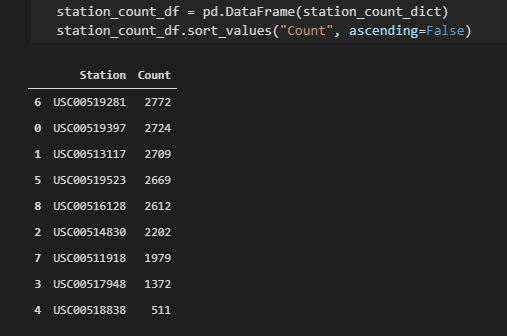 station_count_df = pd.DataFrame(station_count_dict)
station_count_df.sort_values("Count", ascending=False)
Station Count
6 USC00519281 2772
0 USC00519397 2724
1 USC00513117 2709
5 USC00519523 2669
8 USC00516128 2612
2 USC00514830 2202
7 USC00511918 1979
3 USC00517948 1372
4 USC00518838 511